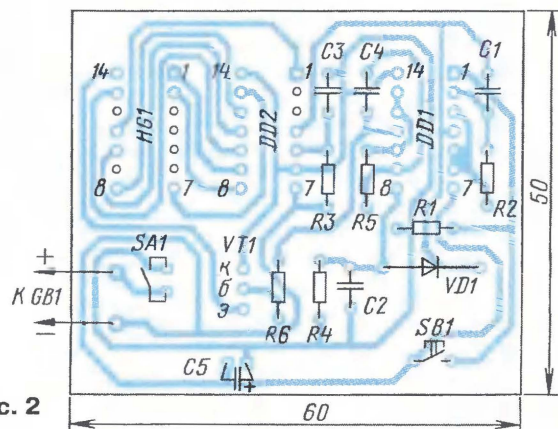 C3 C4 C1
14 1 14 1 14 1
HG1 DD2 DD1
8 7 8 7 8 7
R3 R5 R1 R2
SA1 VT1
+ к
К GB1 б
– э
VD1
R6 R4 C2 SB1
C5 +
с. 2
60
50